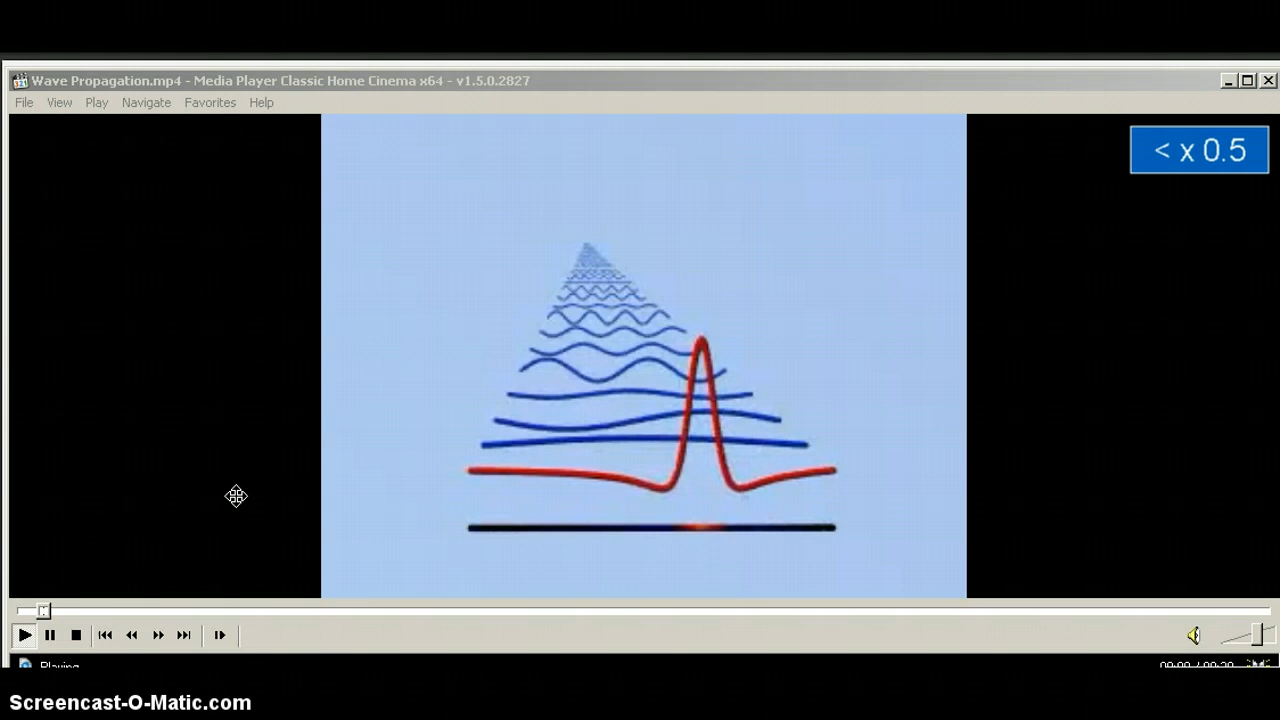 Wave Propagation.mp4 - Media Player Classic Home Cinema x64 - v1.5.0.2827
File View Play Navigate Favorites Help
< x 0.5
Playing
Screencast-O-Matic.com